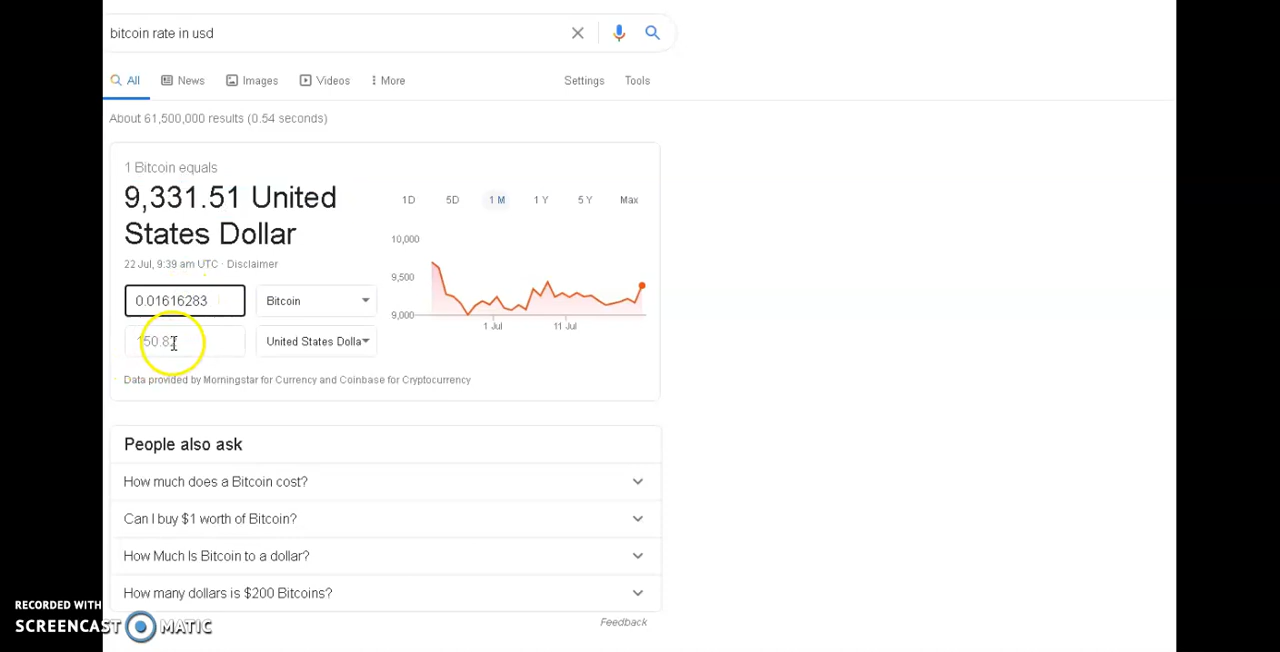 bitcoin rate in usd
All News Images Videos More Settings Tools
About 61,500,000 results (0.54 seconds)
1 Bitcoin equals
9,331.51 United
States Dollar
22 Jul, 9:39 am UTC · Disclaimer
1D 5D 1 M 1 Y 5 Y Max
10,000
9,500
9,000
1 Jul 11 Jul
0.01616283 Bitcoin
United States Dolla
Data provided by Morningstar for Currency and Coinbase for Cryptocurrency
People also ask
How much does a Bitcoin cost?
Can I buy $1 worth of Bitcoin?
How Much Is Bitcoin to a dollar?
How many dollars is $200 Bitcoins?
Feedback
RECORDED WITH
SCREENCAST MATIC